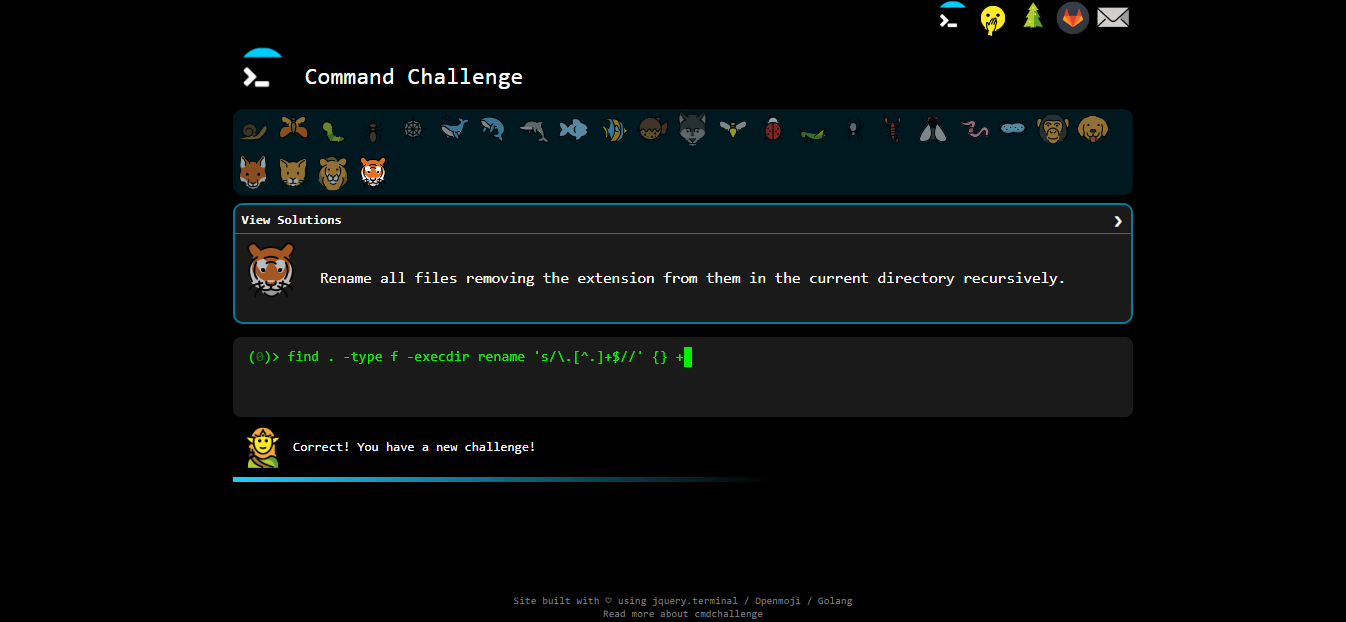 Command Challenge
View Solutions
Rename all files removing the extension from them in the current directory recursively.
(0)> find . -type f -execdir rename 's/\.[^.]+$//' {} +
Correct! You have a new challenge!
Site built with ♡ using jquery.terminal / Openmoji / Golang
Read more about cmdchallenge